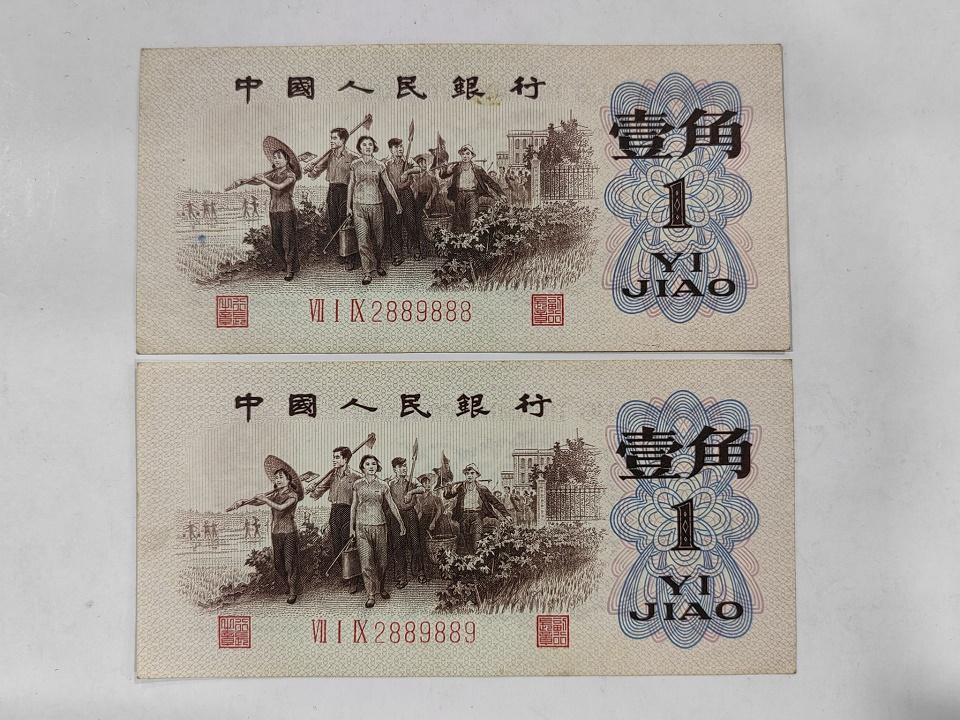 中國人民銀行
壹角
1
YI
JIAO
Ⅶ Ⅰ Ⅸ 2889888
中國人民銀行
壹角
1
YI
JIAO
Ⅶ Ⅰ Ⅸ 2889889